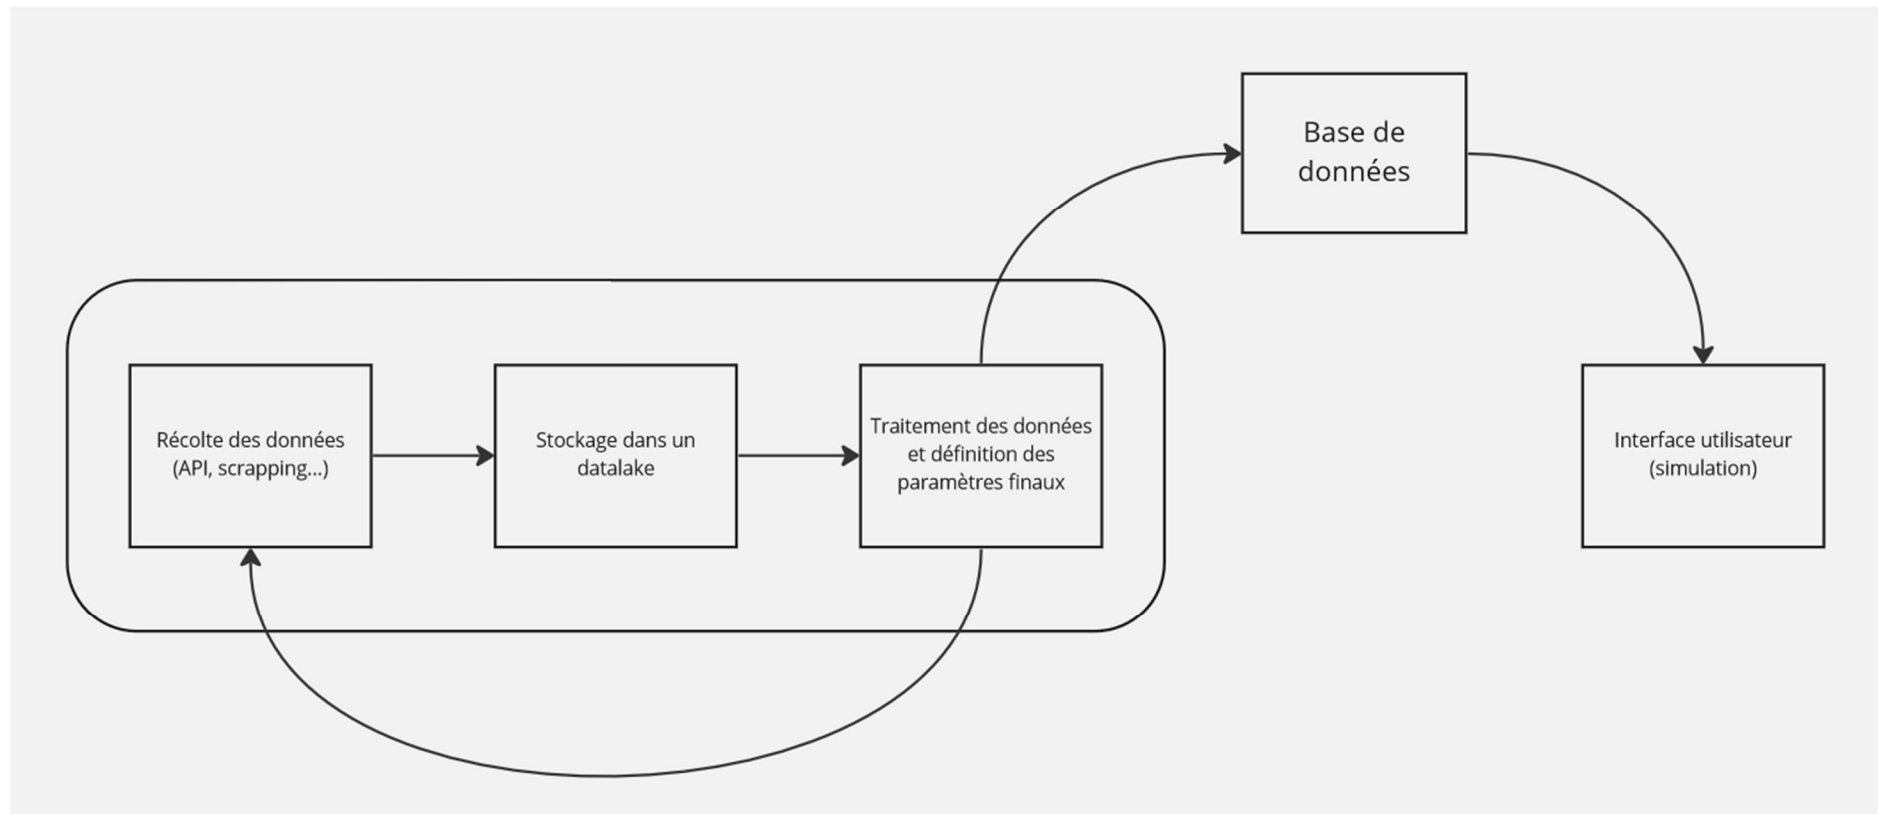 Base de
données
Récolte des données
(API, scrapping...)
Stockage dans un
datalake
Traitement des données
et définition des
paramètres finaux
Interface utilisateur
(simulation)